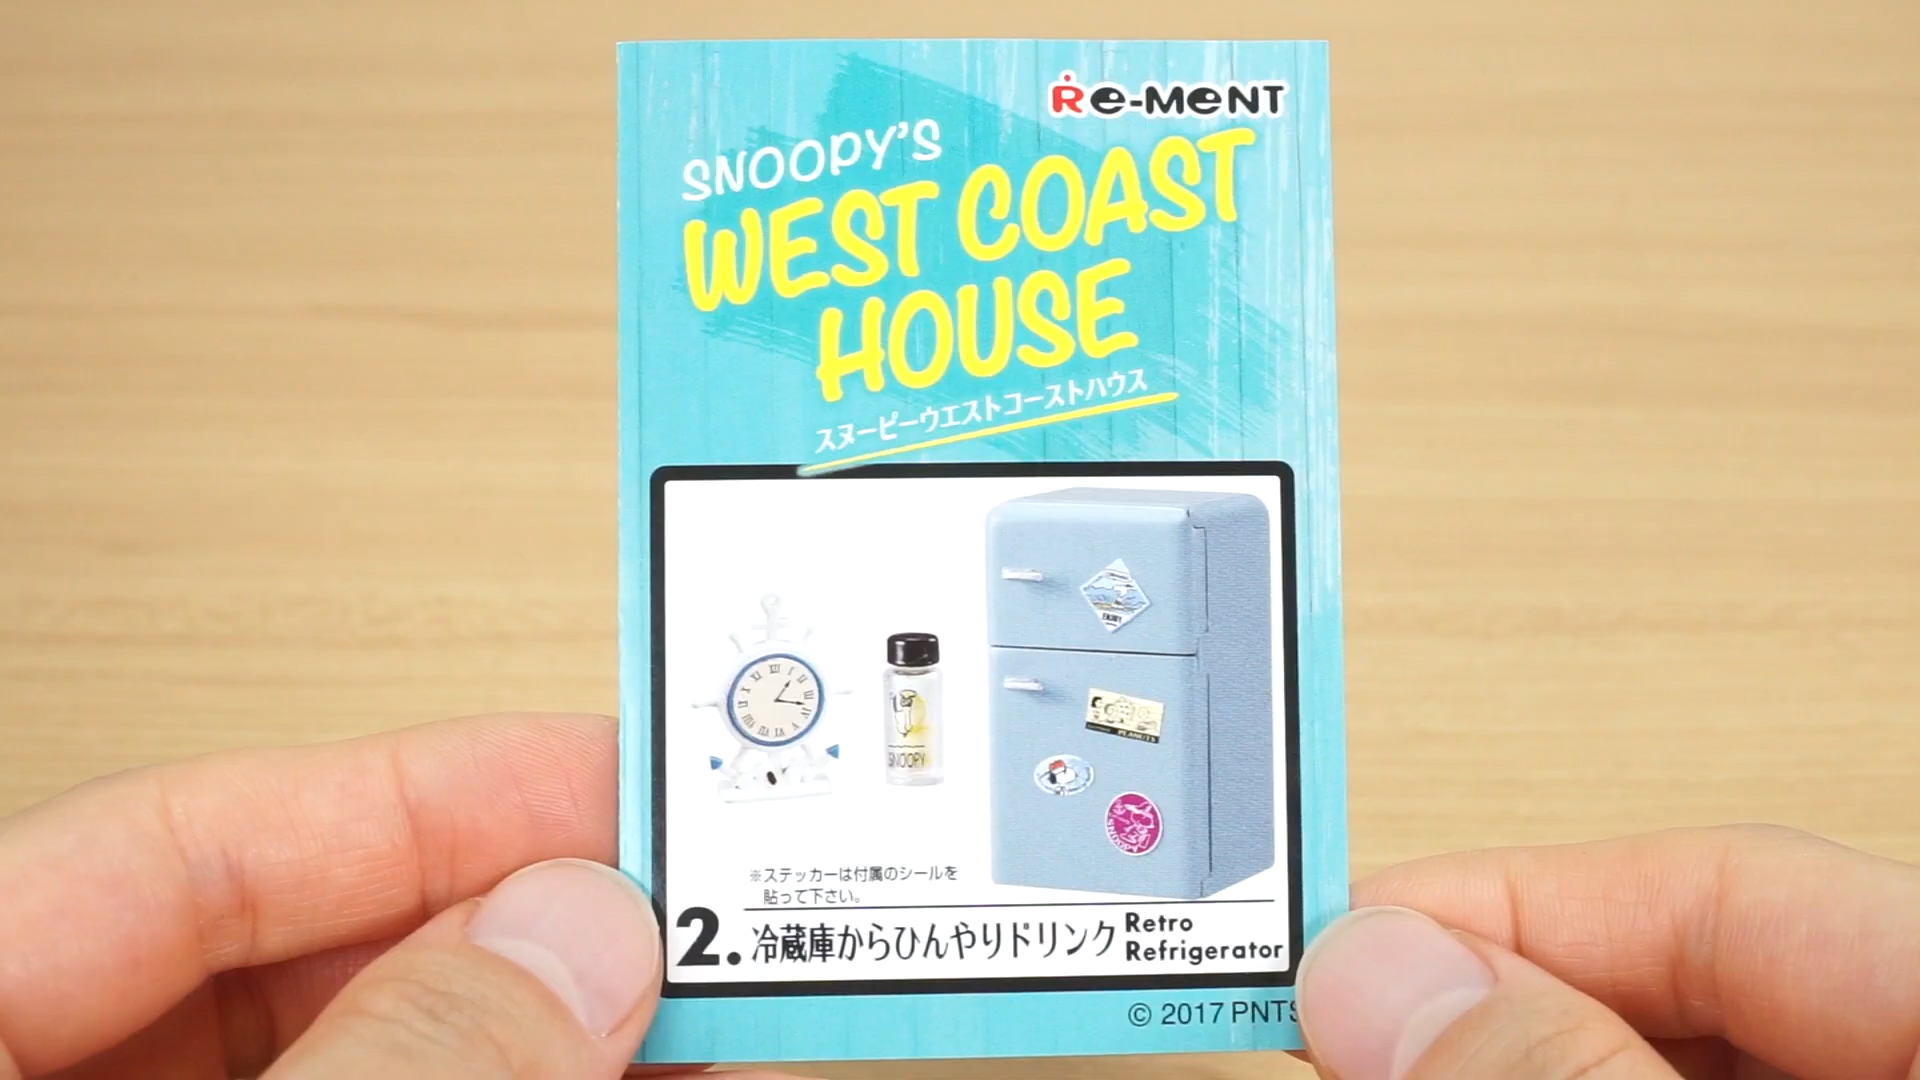 Re-MeNT
SNOOPY'S
WEST COAST
HOUSE
スヌーピーウエストコーストハウス
ENJOY
PEANUTS
SNOOPY
SNOOPY
※ステッカーは付属のシールを
貼って下さい。
2. 冷蔵庫からひんやりドリンク
Retro
Refrigerator
© 2017 PNTS